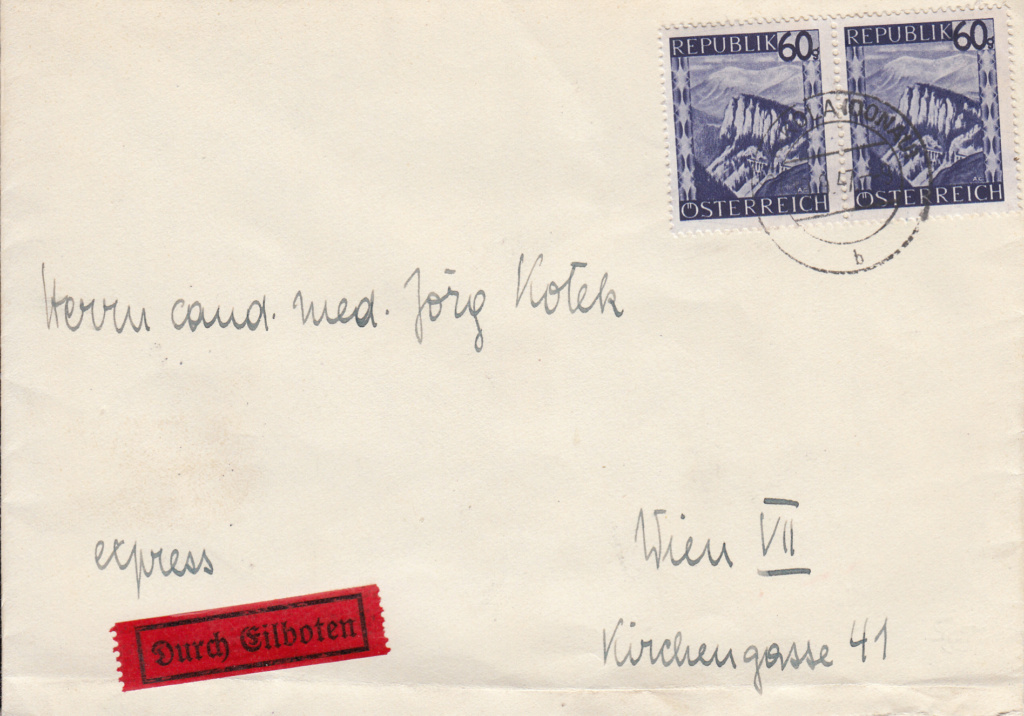 REPUBLIK 60g
ÖSTERREICH
REPUBLIK 60g
ÖSTERREICH
b
Herrn cand. med. Jörg Kotek
express
Durch Eilboten
Wien VII
Kirchengasse 41